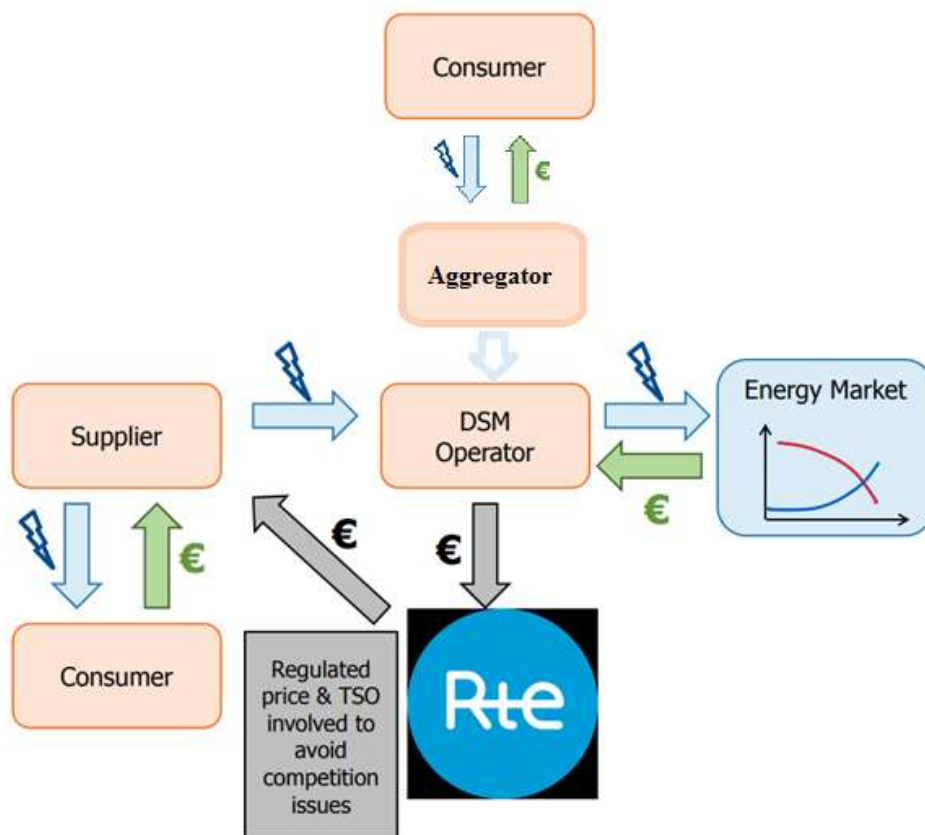 Consumer
€
Aggregator
Supplier
DSM
Operator
Energy Market
€
€
€
€
Consumer
Regulated
price & TSO
involved to
avoid
competition
issues
Rte